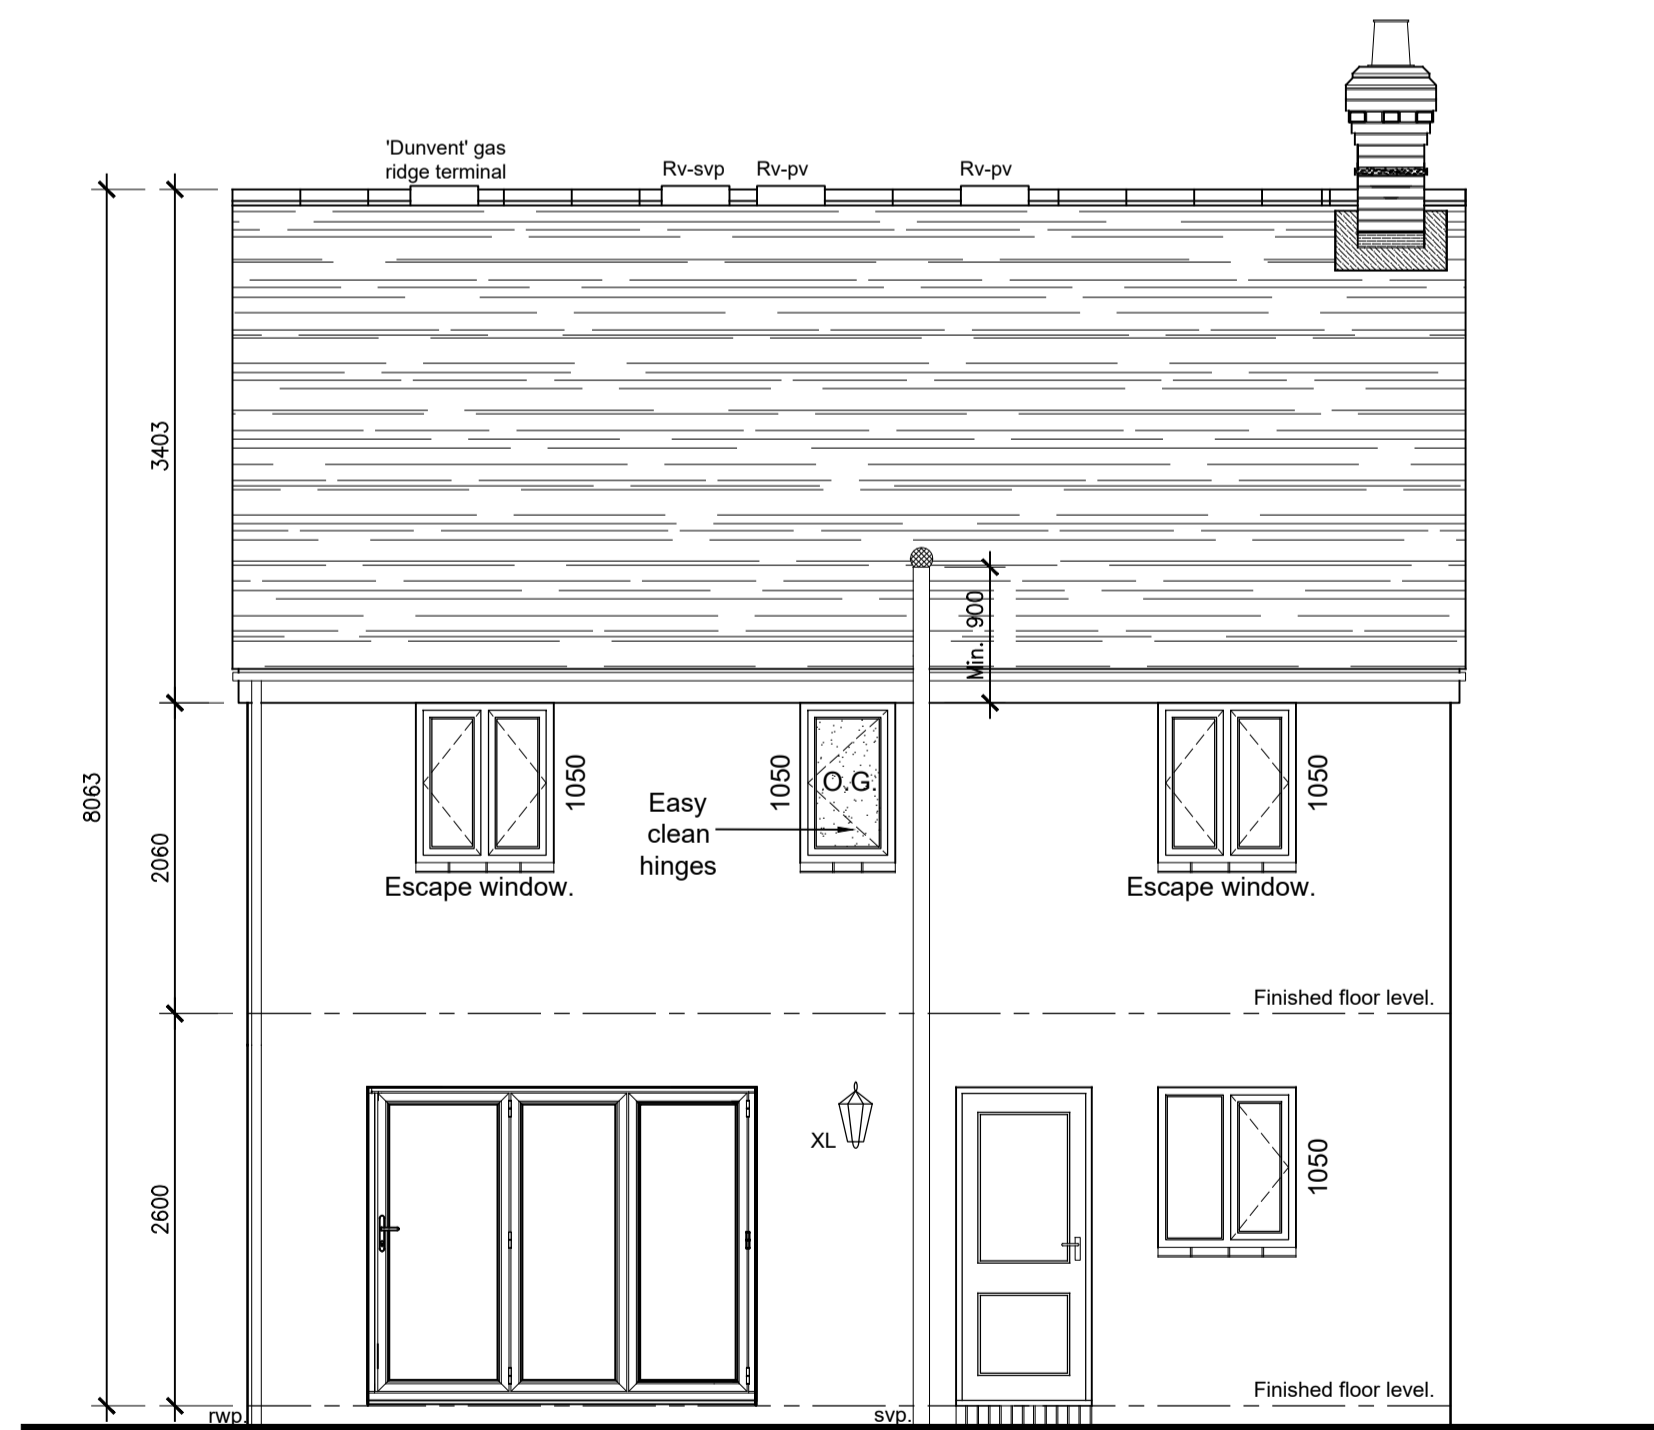 'Dunvent' gas
ridge terminal
Rv-svp
Rv-pv
Rv-pv
3403
8063
2060
2600
Min. 900
1050
1050
O.G.
1050
Easy
clean
hinges
Escape window.
Escape window.
Finished floor level.
XL
1050
Finished floor level.
rwp.
svp.